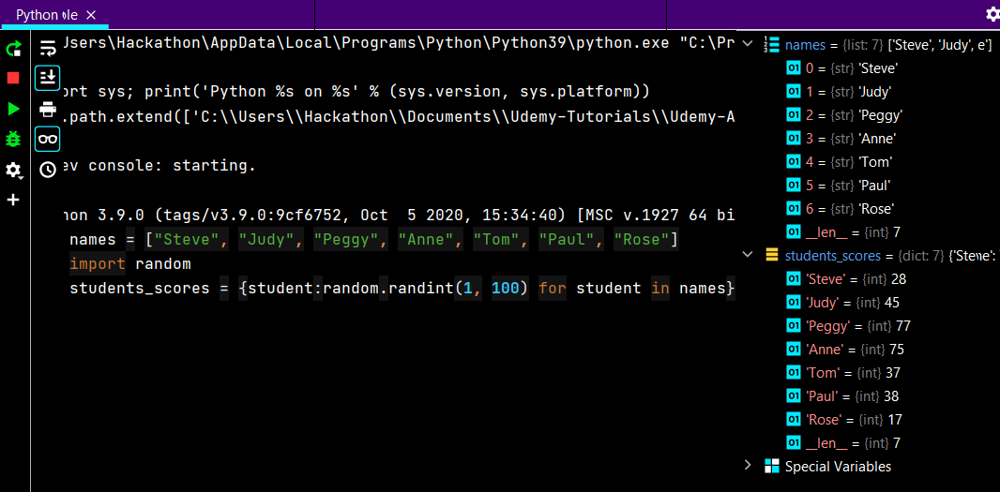 Python ole
Users\Hackathon\AppData\Local\Programs\Python\Python39\python.exe "C:\Pr
ort sys; print('Python %s on %s' % (sys.version, sys.platform))
.path.extend(['C:\\Users\\Hackathon\\Documents\\Udemy-Tutorials\\Udemy-A
ev console: starting.
hon 3.9.0 (tags/v3.9.0:9cf6752, Oct  5 2020, 15:34:40) [MSC v.1927 64 bi
names = ["Steve", "Judy", "Peggy", "Anne", "Tom", "Paul", "Rose"]
import random
students_scores = {student:random.randint(1, 100) for student in names}
names = {list: 7} ['Steve', 'Judy', e']
0 = {str} 'Steve'
1 = {str} 'Judy'
2 = {str} 'Peggy'
3 = {str} 'Anne'
4 = {str} 'Tom'
5 = {str} 'Paul'
6 = {str} 'Rose'
__len__ = {int} 7
students_scores = {dict: 7} {'Steve':
'Steve' = {int} 28
'Judy' = {int} 45
'Peggy' = {int} 77
'Anne' = {int} 75
'Tom' = {int} 37
'Paul' = {int} 38
'Rose' = {int} 17
__len__ = {int} 7
Special Variables